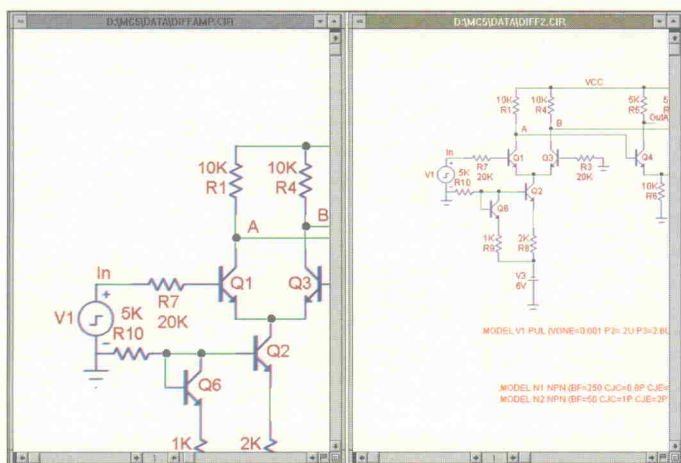 D:\MC5\DATA\DIFFAMP.CIR
10K
R1
10K
R4
A
B
In
R7
20K
Q1
Q3
V1
5K
R10
Q2
Q6
1K
2K
D:\MC5\DATA\DIFF2.CIR
VCC
10K
R1
10K
R4
5K
R5
OutA
A
B
In
R7
20K
Q1
Q3
R3
20K
Q4
V1
5K
R10
Q2
10K
R6
1K
R9
2K
R8
V3
6V
.MODEL V1 PUL (VONE=0.001 P2=
.MODEL N1 NPN (BF=250 CJC=0.8P CJE=
.MODEL N2 NPN (BF=50 CJC=1P CJE=2P